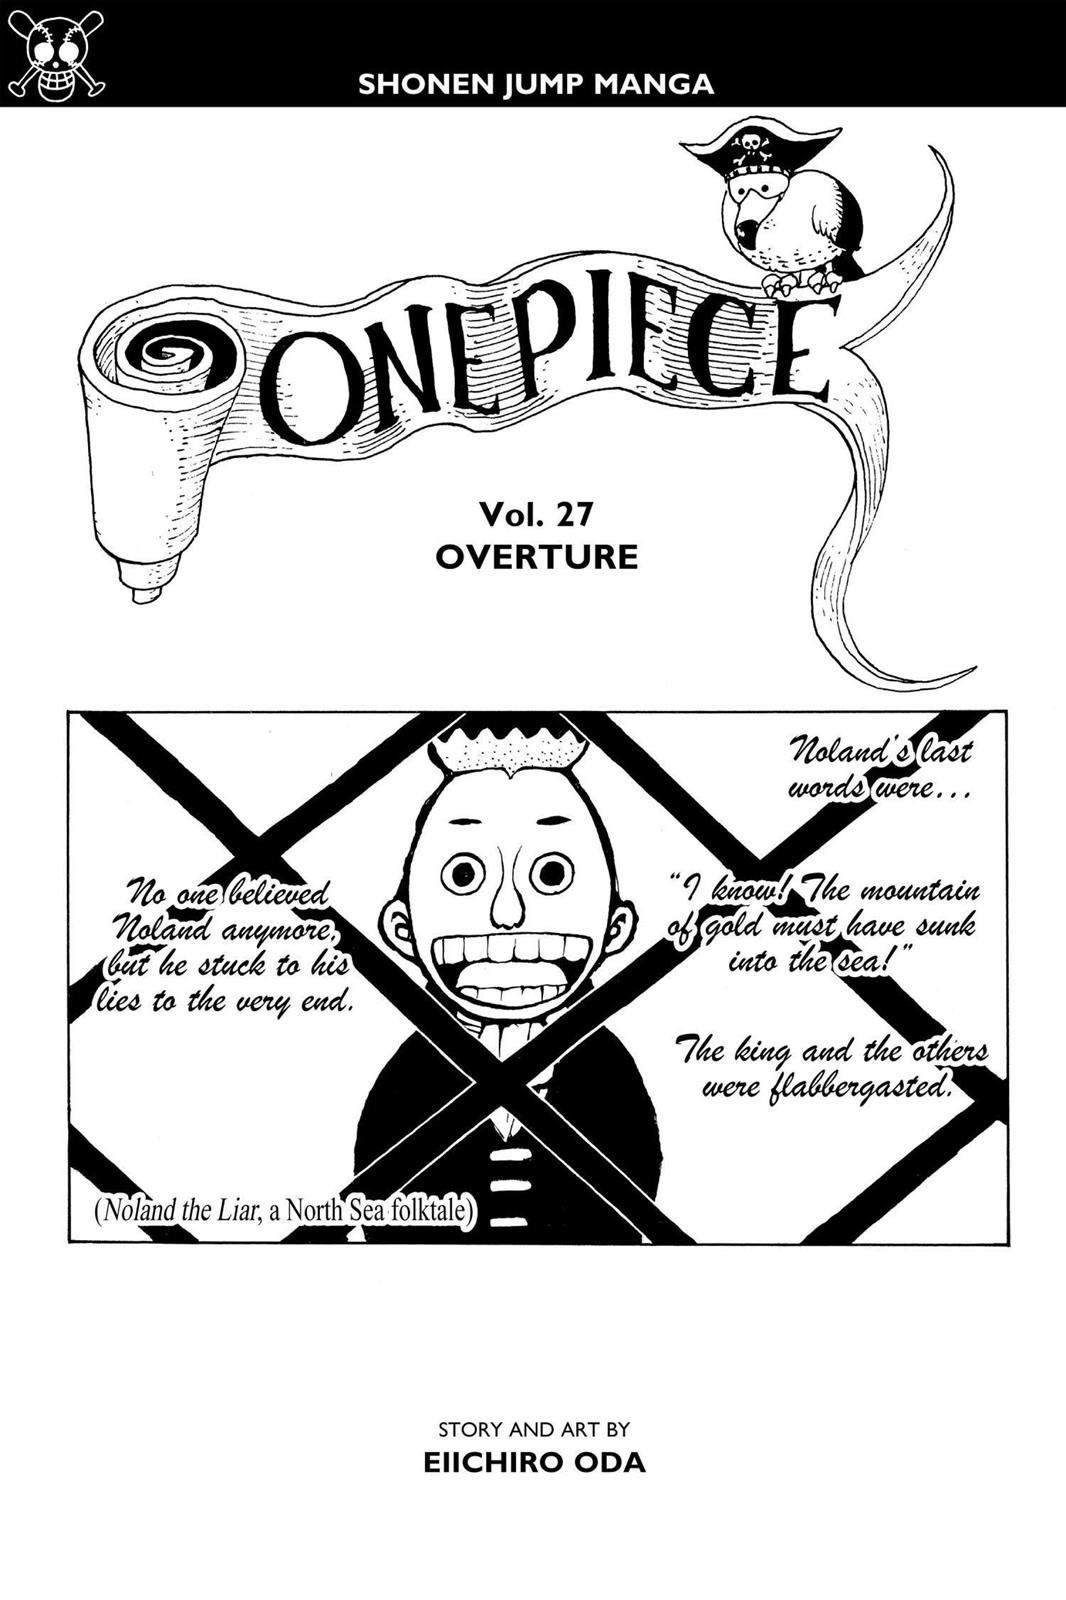 SHONEN JUMP MANGA
ONE PIECE
Vol. 27
OVERTURE
Noland's last
words were...
"I know! The mountain
of gold must have sunk
into the sea!"
The king and the others
were flabbergasted.
No one believed
Noland anymore,
but he stuck to his
lies to the very end.
(Noland the Liar, a North Sea folktale)
STORY AND ART BY
EIICHIRO ODA